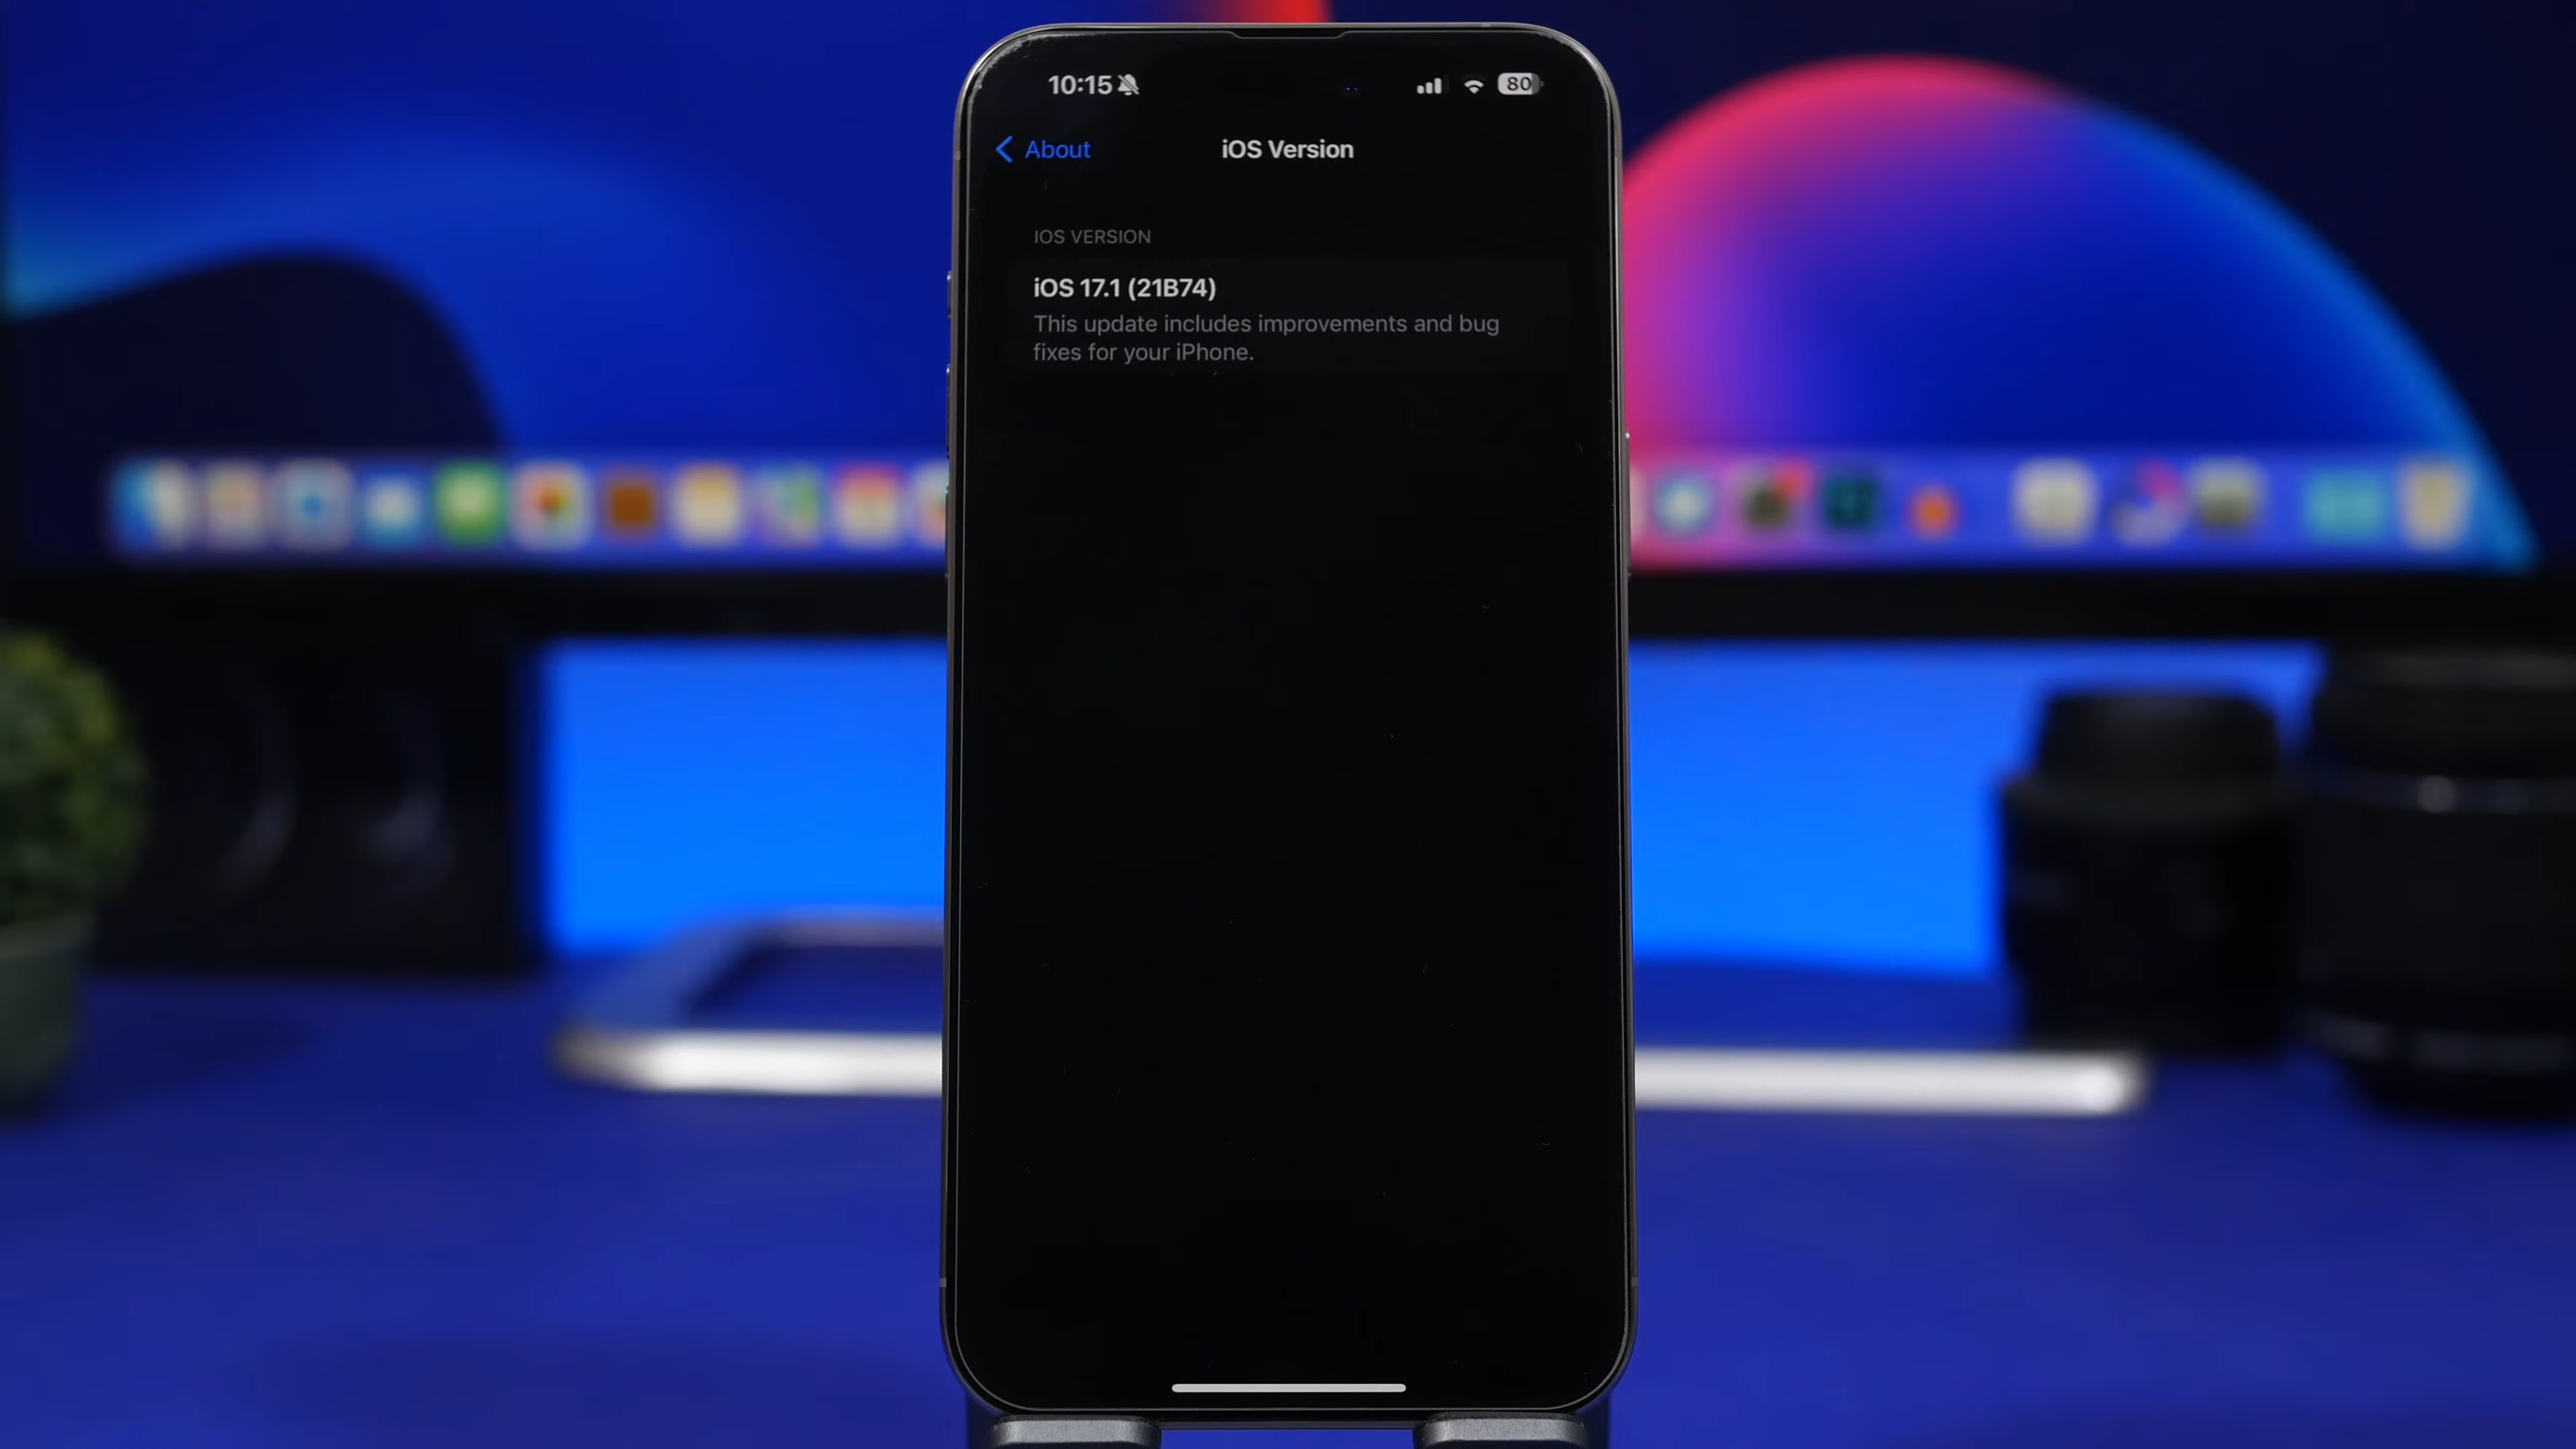 10:15
80
About
iOS Version
IOS VERSION
iOS 17.1 (21B74)
This update includes improvements and bug
fixes for your iPhone.